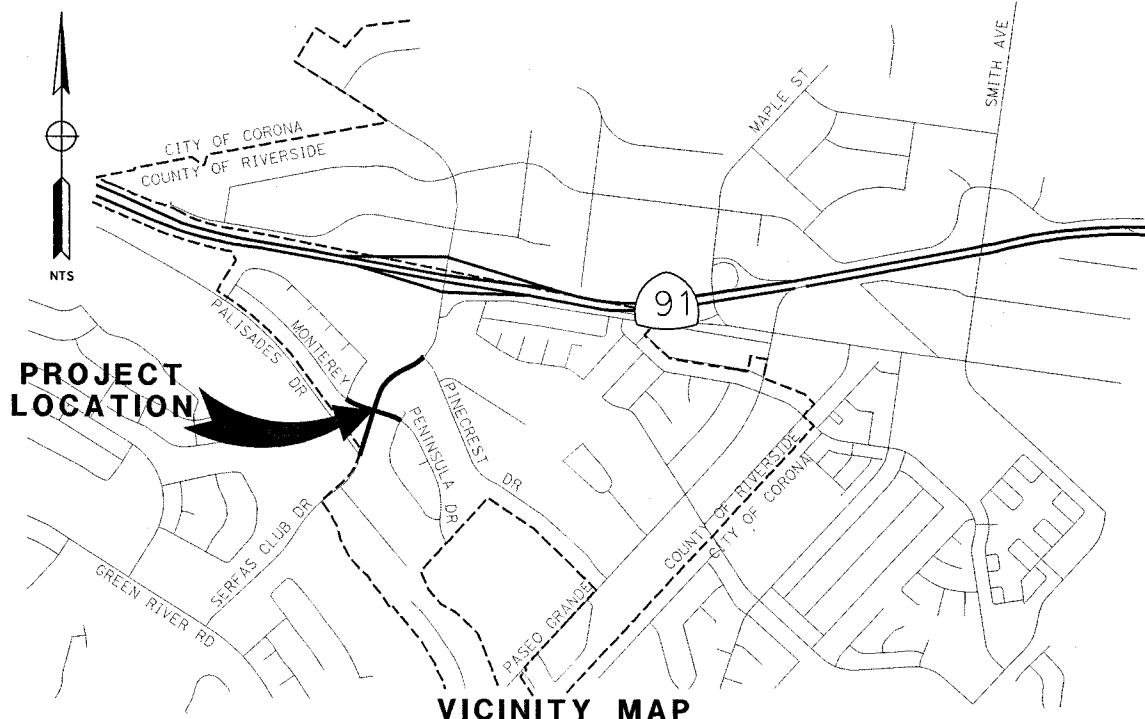 SMITH AVE
MAPLE ST
CITY OF CORONA
COUNTY OF RIVERSIDE
NTS
91
PALISADES DR
MONTEREY
PROJECT
LOCATION
PINECREST DR
PENINSULA DR
SERFAS CLUB DR
GREEN RIVER RD
COUNTY OF RIVERSIDE
CITY OF CORONA
PASEO GRANDE
VICINITY MAP